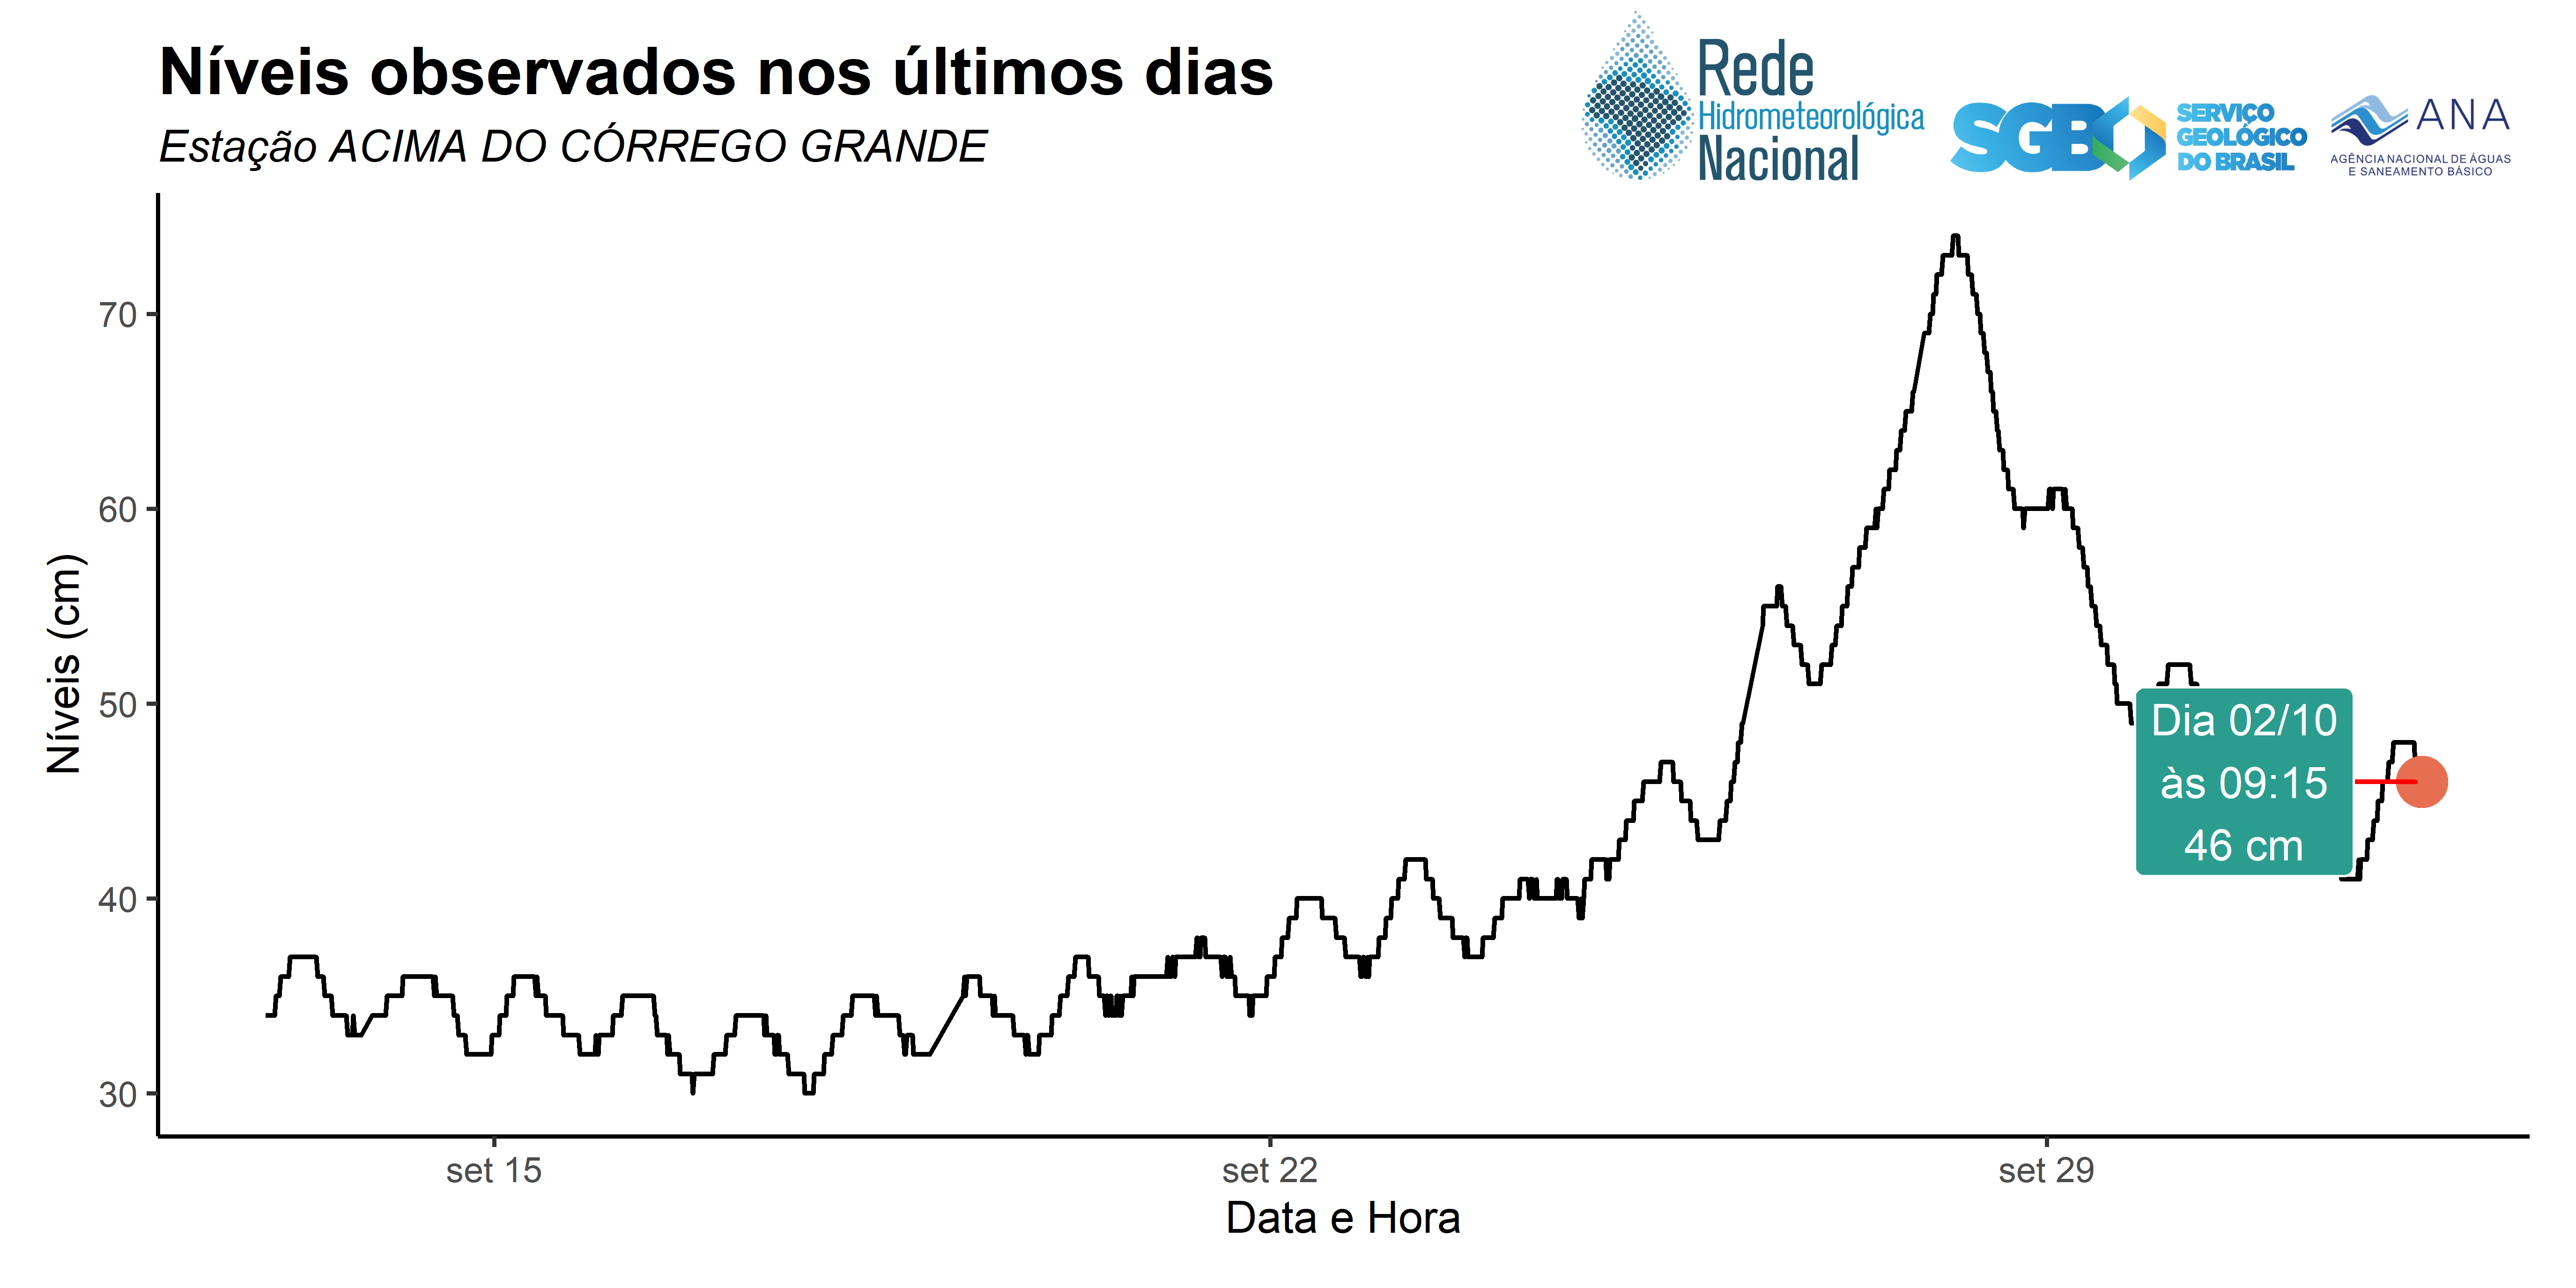 Níveis observados nos últimos dias
Estação ACIMA DO CÓRREGO GRANDE
Rede
Hidrometeorológica
Nacional
SGB
SERVIÇO
GEOLÓGICO
DO BRASIL
ANA
AGÊNCIA NACIONAL DE ÁGUAS
E SANEAMENTO BÁSICO
Níveis (cm)
70
60
50
40
30
Dia 02/10
às 09:15
46 cm
set 15
set 22
set 29
Data e Hora